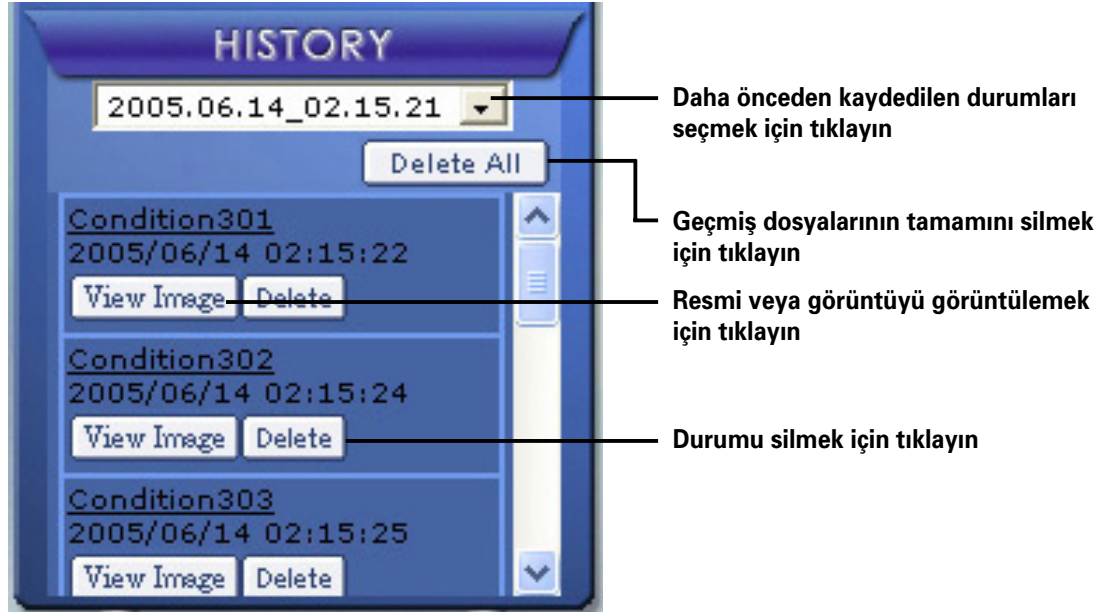 HISTORY
2005.06.14_02.15.21
Daha önceden kaydedilen durumları
seçmek için tıklayın
Delete All
Geçmiş dosyalarının tamamını silmek
için tıklayın
Condition301
2005/06/14 02:15:22
View Image Delete
Resmi veya görüntüyü görüntülemek
için tıklayın
Condition302
2005/06/14 02:15:24
View Image Delete
Durumu silmek için tıklayın
Condition303
2005/06/14 02:15:25
View Image Delete